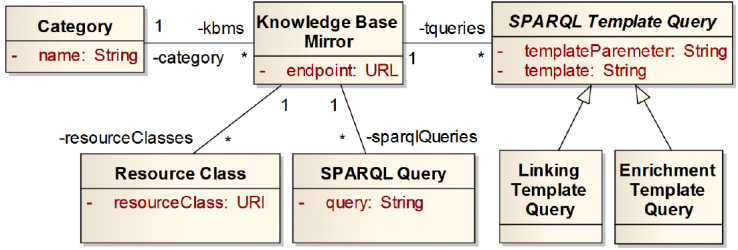 Category
- name: String
1
-kbms
-category
*
Knowledge Base
Mirror
- endpoint: URL
-tqueries
1
*
SPARQL Template Query
- templateParemeter: String
- template: String
1
1
-resourceClasses
*
*
-sparqlQueries
Resource Class
- resourceClass: URI
SPARQL Query
- query: String
Linking
Template
Query
Enrichment
Template
Query